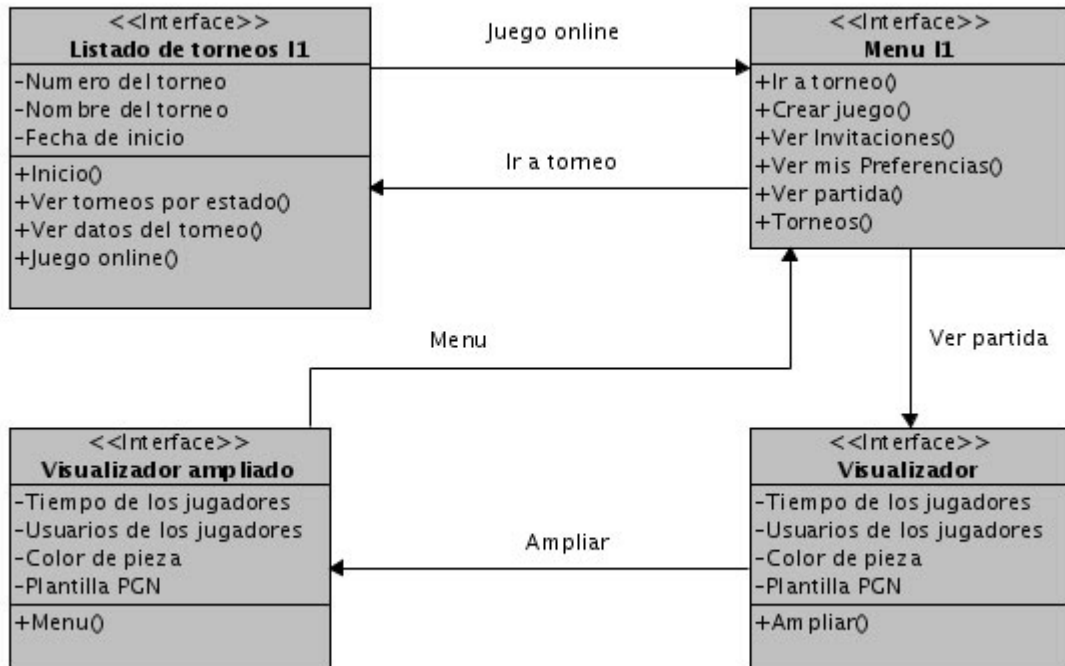 <<Interface>>
Listado de torneos I1
-Numero del torneo
-Nombre del torneo
-Fecha de inicio
+Inicio()
+Ver torneos por estado()
+Ver datos del torneo()
+Juego online()
Juego online
Ir a torneo
<<Interface>>
Menu I1
+Ir a torneo()
+Crear juego()
+Ver Invitaciones()
+Ver mis Preferencias()
+Ver partida()
+Torneos()
Menu
Ver partida
<<Interface>>
Visualizador ampliado
-Tiempo de los jugadores
-Usuarios de los jugadores
-Color de pieza
-Plantilla PGN
+Menu()
Ampliar
<<Interface>>
Visualizador
-Tiempo de los jugadores
-Usuarios de los jugadores
-Color de pieza
-Plantilla PGN
+Ampliar()